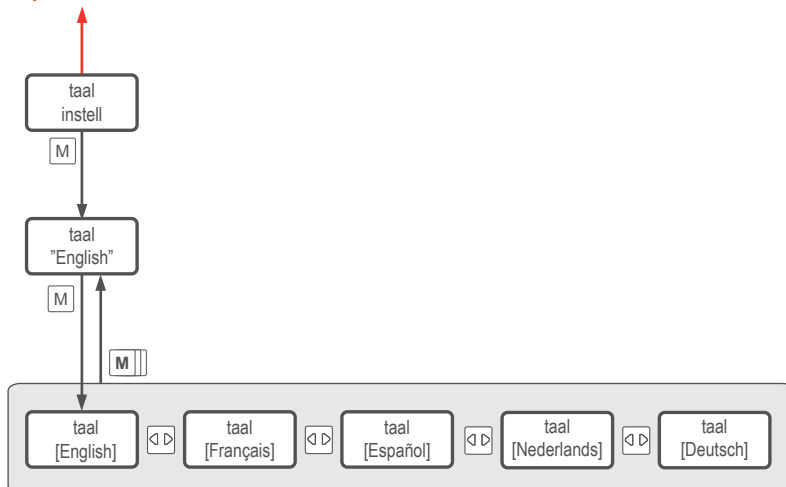 taal
instell
M
taal
”English”
M
M
taal
[English]
taal
[Français]
taal
[Español]
taal
[Nederlands]
taal
[Deutsch]